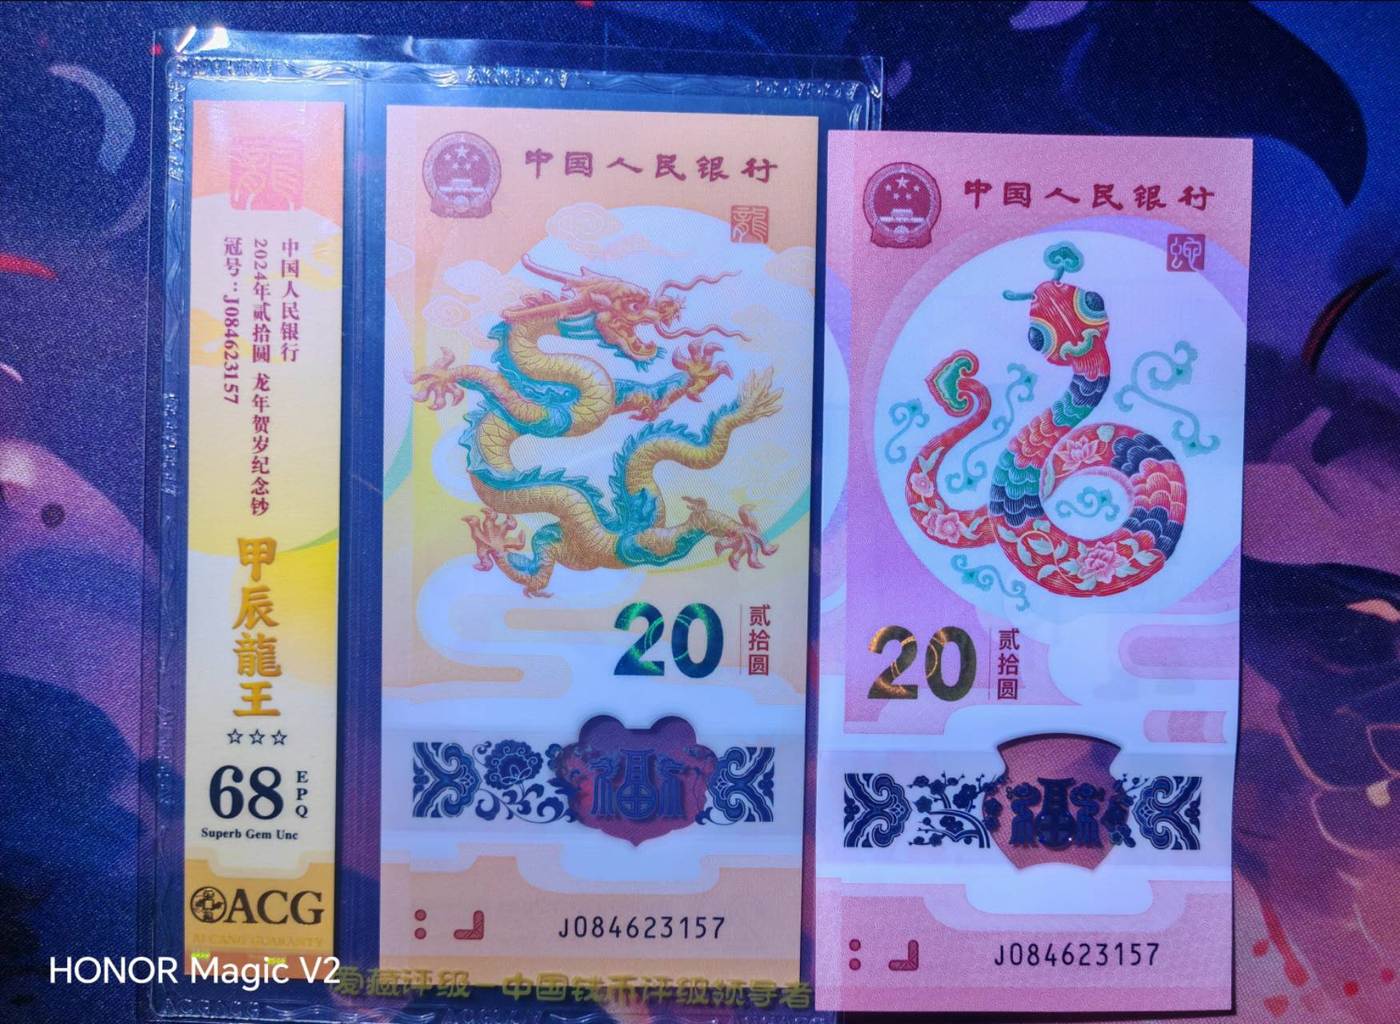 龍
中国人民银行
2024年贰拾圆 龙年贺岁纪念钞
冠号:J084623157
甲辰龍王
☆☆☆
68
EPQ
Superb Gem Unc
ACG
AI CANG GUARANTY
中国人民银行
龍
20
贰拾圆
福
J084623157
中国人民银行
蛇
20
贰拾圆
福
J084623157
爱藏评级—中国钱币评级领导者
HONOR Magic V2